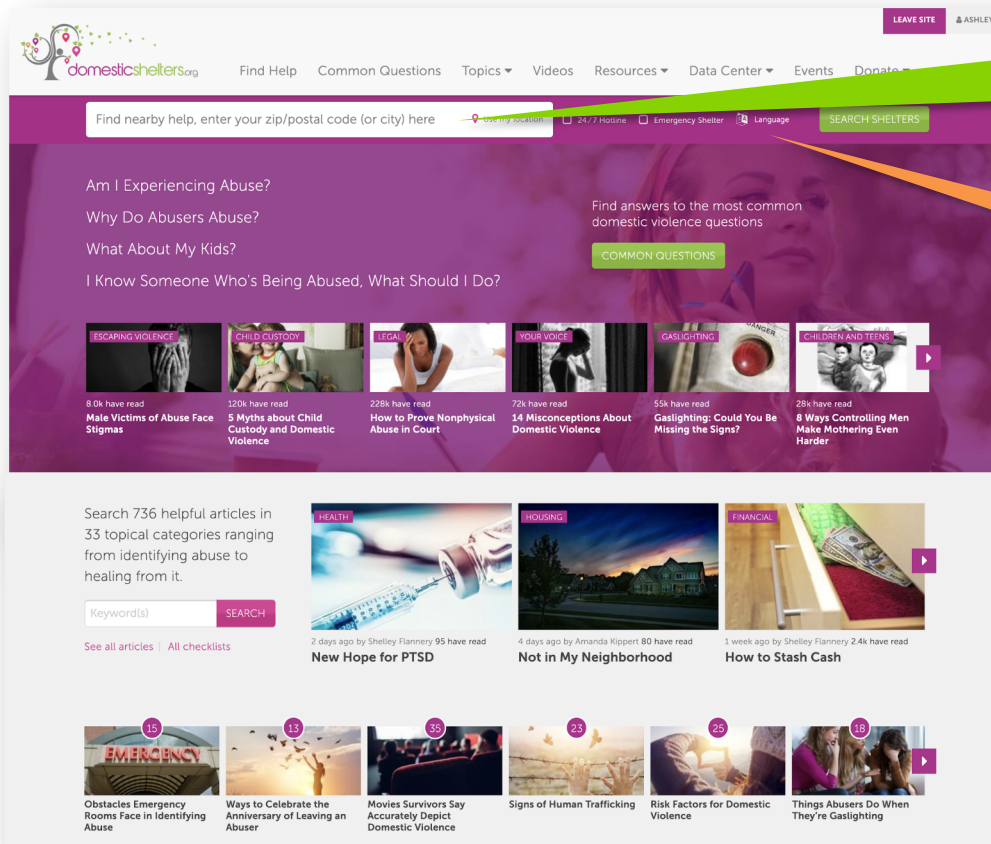 LEAVE SITE
ASHLEY
domesticshelters.org
Find Help Common Questions Topics Videos Resources Data Center Events Donate
Find nearby help, enter your zip/postal code (or city) here Use my location 24/7 Hotline Emergency Shelter Language SEARCH SHELTERS
Am I Experiencing Abuse?
Why Do Abusers Abuse?
What About My Kids?
I Know Someone Who's Being Abused, What Should I Do?
Find answers to the most common
domestic violence questions
COMMON QUESTIONS
ESCAPING VIOLENCE
8.0k have read
Male Victims of Abuse Face
Stigmas
CHILD CUSTODY
120k have read
5 Myths about Child
Custody and Domestic
Violence
LEGAL
228k have read
How to Prove Nonphysical
Abuse in Court
YOUR VOICE
72k have read
14 Misconceptions About
Domestic Violence
GASLIGHTING
DANGER
55k have read
Gaslighting: Could You Be
Missing the Signs?
CHILDREN AND TEENS
28k have read
8 Ways Controlling Men
Make Mothering Even
Harder
Search 736 helpful articles in
33 topical categories ranging
from identifying abuse to
healing from it.
Keyword(s) SEARCH
See all articles | All checklists
HEALTH
2 days ago by Shelley Flannery 95 have read
New Hope for PTSD
HOUSING
4 days ago by Amanda Kippert 80 have read
Not in My Neighborhood
FINANCIAL
1 week ago by Shelley Flannery 2.4k have read
How to Stash Cash
15
EMERGENCY
Obstacles Emergency
Rooms Face in Identifying
Abuse
13
Ways to Celebrate the
Anniversary of Leaving an
Abuser
35
Movies Survivors Say
Accurately Depict
Domestic Violence
23
Signs of Human Trafficking
25
Risk Factors for Domestic
Violence
18
Things Abusers Do When
They're Gaslighting